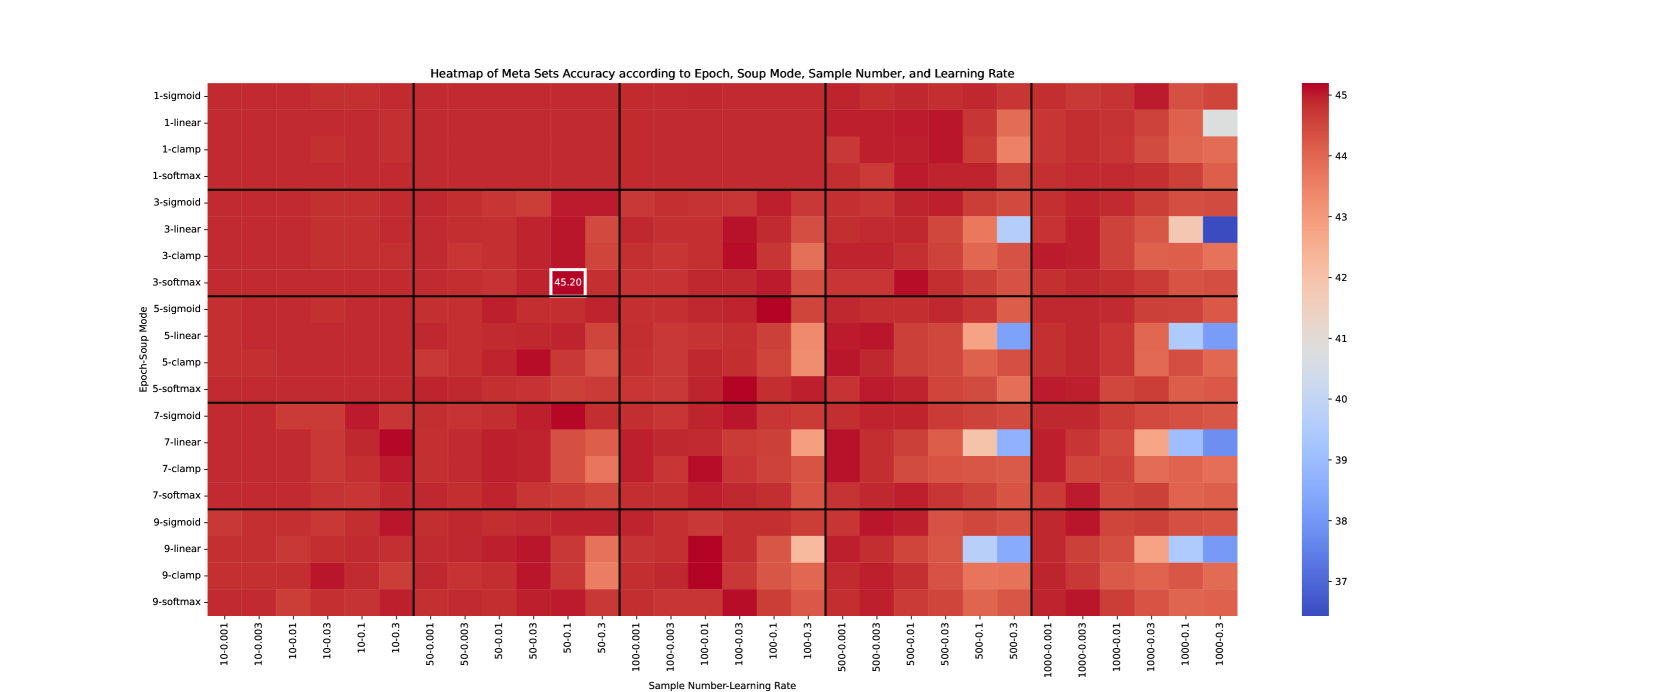 Heatmap of Meta Sets Accuracy according to Epoch, Soup Mode, Sample Number, and Learning Rate
Epoch-Soup Mode
1-sigmoid
1-linear
1-clamp
1-softmax
3-sigmoid
3-linear
3-clamp
3-softmax
5-sigmoid
5-linear
5-clamp
5-softmax
7-sigmoid
7-linear
7-clamp
7-softmax
9-sigmoid
9-linear
9-clamp
9-softmax
45.20
10-0.001
10-0.003
10-0.01
10-0.03
10-0.1
10-0.3
50-0.001
50-0.003
50-0.01
50-0.03
50-0.1
50-0.3
100-0.001
100-0.003
100-0.01
100-0.03
100-0.1
100-0.3
500-0.001
500-0.003
500-0.01
500-0.03
500-0.1
500-0.3
1000-0.001
1000-0.003
1000-0.01
1000-0.03
1000-0.1
1000-0.3
Sample Number-Learning Rate
45
44
43
42
41
40
39
38
37